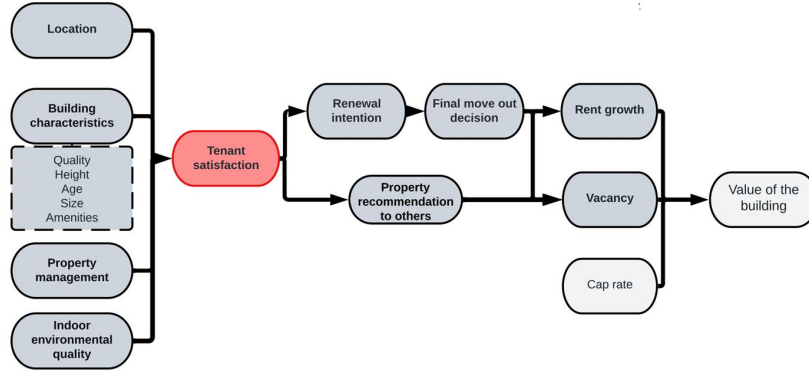 Location
Building
characteristics
Quality
Height
Age
Size
Amenities
Property
management
Indoor
environmental
quality
Tenant
satisfaction
Renewal
intention
Final move out
decision
Property
recommendation
to others
Rent growth
Vacancy
Cap rate
Value of the
building
: